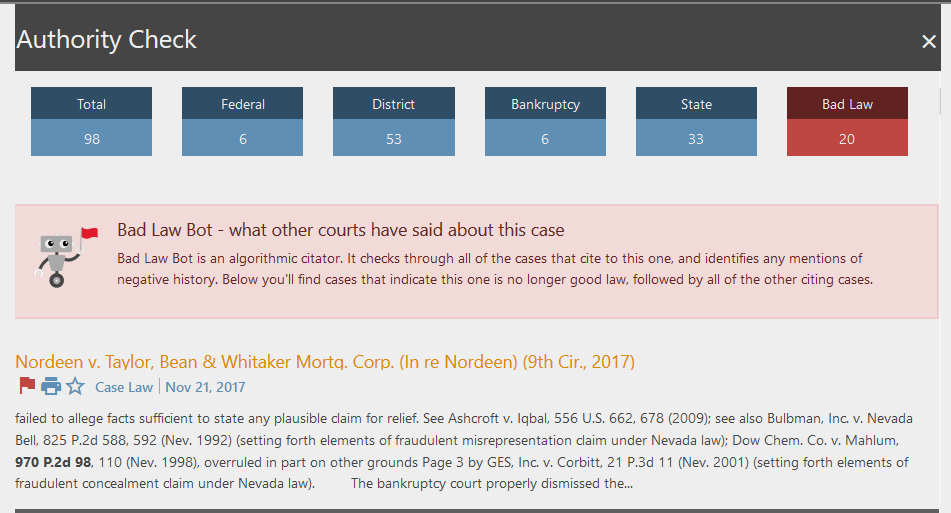 Authority Check
Total Federal District Bankruptcy State Bad Law
98 6 53 6 33 20
Bad Law Bot - what other courts have said about this case
Bad Law Bot is an algorithmic citator. It checks through all of the cases that cite to this one, and identifies any mentions of
negative history. Below you'll find cases that indicate this one is no longer good law, followed by all of the other citing cases.
Nordeen v. Taylor, Bean & Whitaker Mortg. Corp. (In re Nordeen) (9th Cir., 2017)
Case Law | Nov 21, 2017
failed to allege facts sufficient to state any plausible claim for relief. See Ashcroft v. Iqbal, 556 U.S. 662, 678 (2009); see also Bulbman, Inc. v. Nevada
Bell, 825 P.2d 588, 592 (Nev. 1992) (setting forth elements of fraudulent misrepresentation claim under Nevada law); Dow Chem. Co. v. Mahlum,
970 P.2d 98, 110 (Nev. 1998), overruled in part on other grounds Page 3 by GES, Inc. v. Corbitt, 21 P.3d 11 (Nev. 2001) (setting forth elements of
fraudulent concealment claim under Nevada law). The bankruptcy court properly dismissed the...